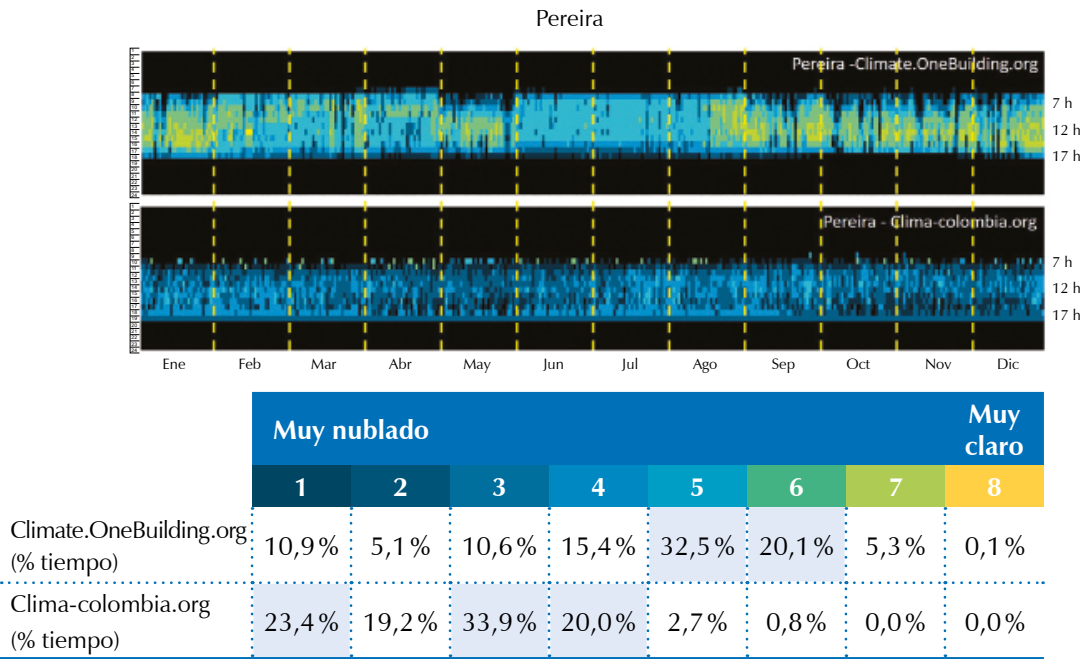 Pereira
Pereira -Climate.OneBuilding.org
7 h
12 h
17 h
Pereira - Clima-colombia.org
7 h
12 h
17 h
Ene Feb Mar Abr May Jun Jul Ago Sep Oct Nov Dic
Muy nublado Muy
claro
1 2 3 4 5 6 7 8
Climate.OneBuilding.org
(% tiempo)
10,9% 5,1% 10,6% 15,4% 32,5% 20,1% 5,3% 0,1%
Clima-colombia.org
(% tiempo)
23,4% 19,2% 33,9% 20,0% 2,7% 0,8% 0,0% 0,0%